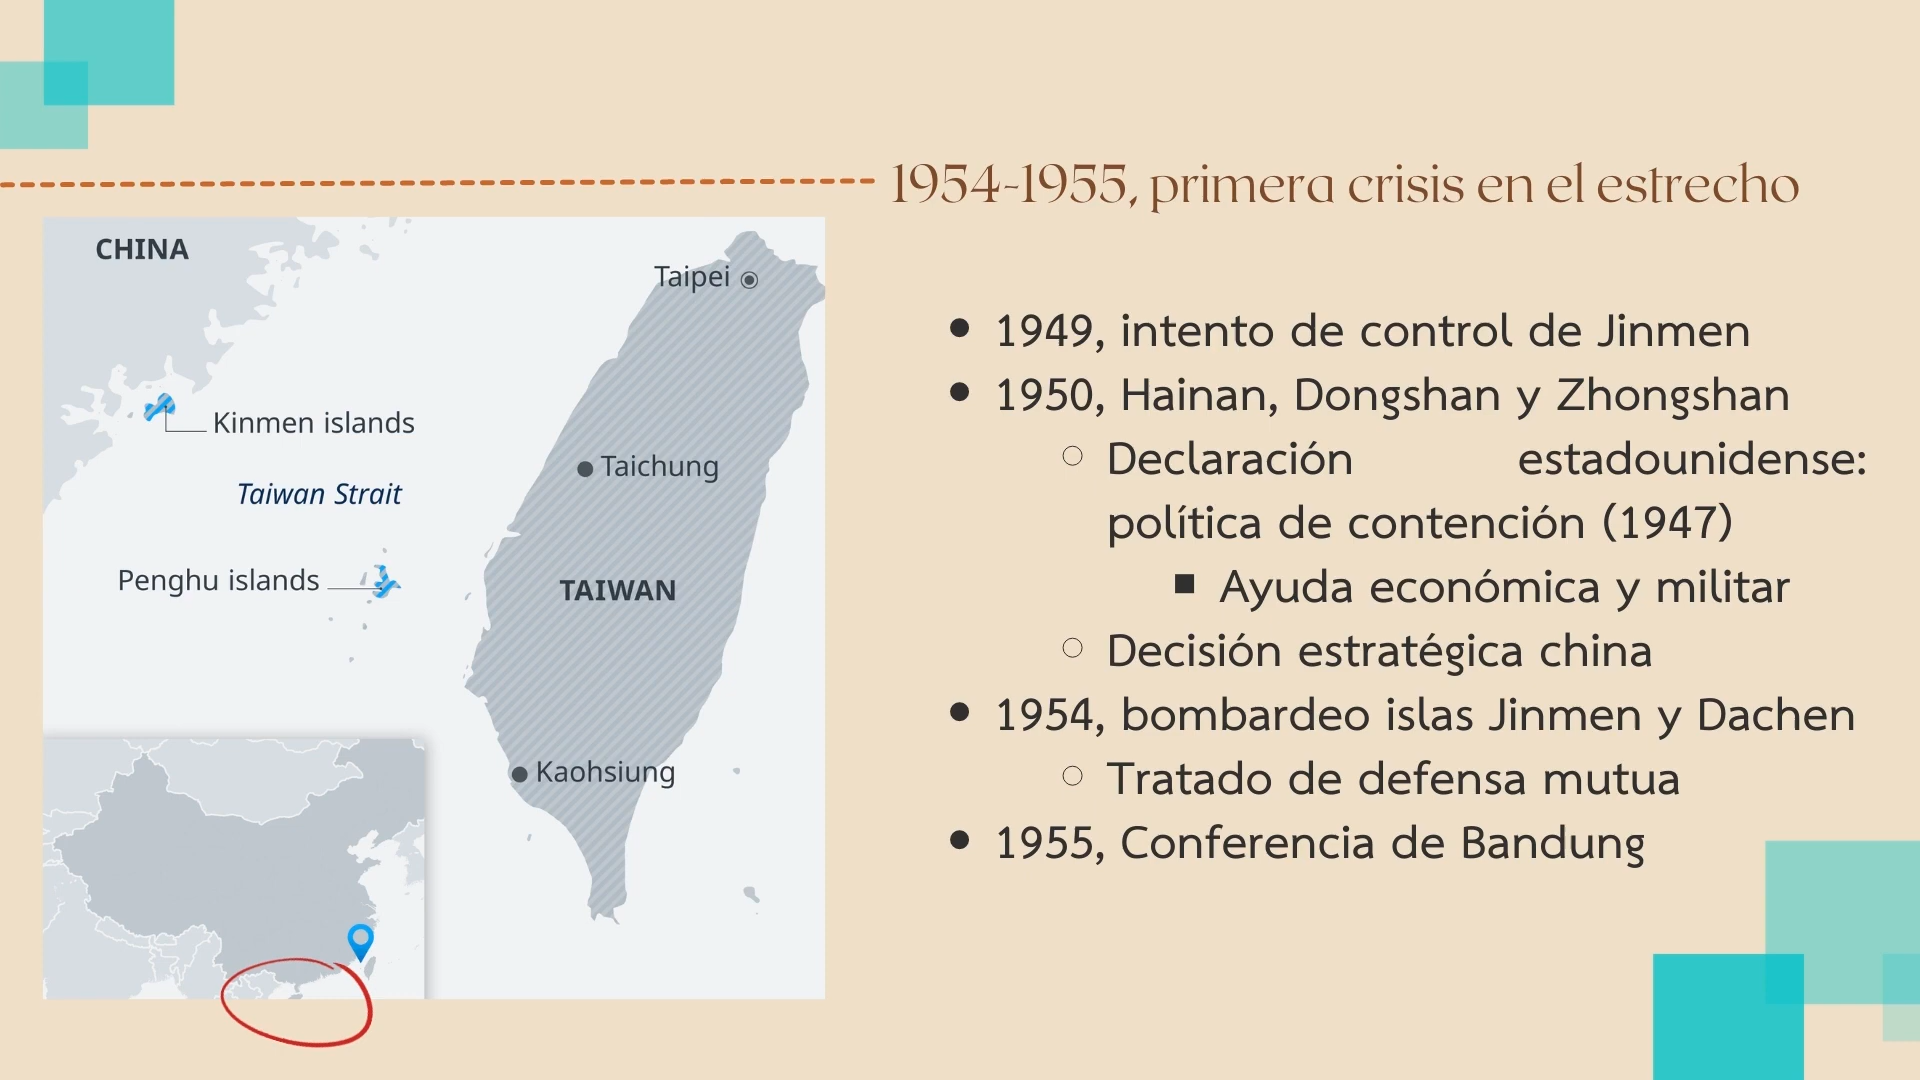 1954-1955, primera crisis en el estrecho
CHINA
Taipei
Kinmen islands
Taichung
Taiwan Strait
Penghu islands
TAIWAN
Kaohsiung
1949, intento de control de Jinmen
1950, Hainan, Dongshan y Zhongshan
Declaración estadounidense:
política de contención (1947)
Ayuda económica y militar
Decisión estratégica china
1954, bombardeo islas Jinmen y Dachen
Tratado de defensa mutua
1955, Conferencia de Bandung